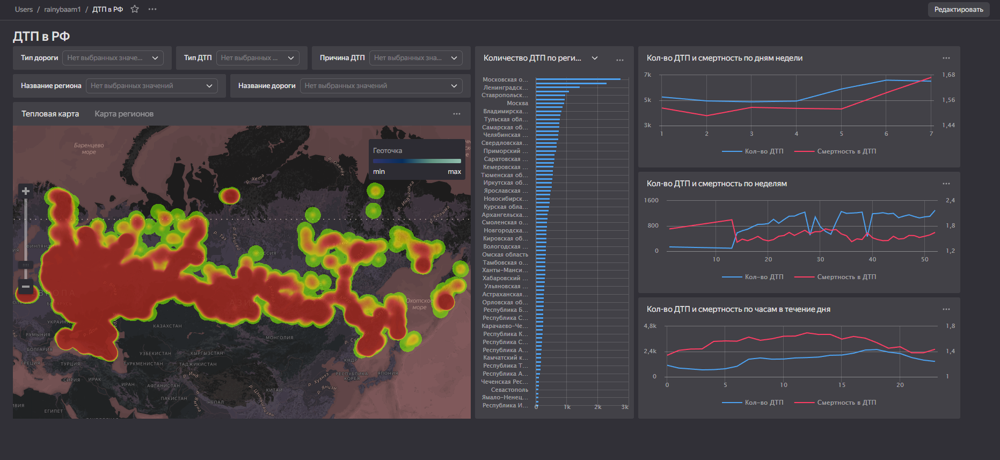 Users / rainybaam1 / ДТП в РФ
Редактировать
ДТП в РФ
Тип дороги Нет выбранных значе...
Тип ДТП Нет выбранных ...
Причина ДТП Нет выбранных зна...
Название региона Нет выбранных значений
Название дороги Нет выбранных значений
Тепловая карта Карта регионов
Баренцево
море
Геоточка
min max
р. Хета
р. Оленёк
р. Колыма
р. Таз
р. Енисей
РОССИЯ
ФИНЛЯНД
ЕВРОПА
АЗИЯ
Охотское
море
УКРАИНА
р. Дон
РУМЫНИЯ
БОЛГАРИЯ
ГРЕЦИЯ
ТУРЦИЯ
СИРИЯ
ИРАК
ИРАН
ЕГИПЕТ
КАЗАХСТАН
МОНГОЛИЯ
УЗБЕКИСТАН
КЫРГЫЗСТАН
ТУРКМЕНИСТАН
ТАДЖИКИСТАН
р. Инд
АФГАНИСТАН
ПАКИСТАН
НЕПАЛ
КИТАЙ
р. Хуанхэ
р. Янцзы
КНДР
РЕСПУБЛИКА
КОРЕЯ
ЯПОНИЯ
Количество ДТП по реги...
Московская о...
Ленинградск...
Ставропольск...
Москва
Владимирска...
Тульская обл...
Самарская об...
Челябинская ...
Свердловская...
Приморский ...
Саратовская ...
Кемеровская ...
Тюменская об...
Иркутская об...
Ярославская ...
Новосибирск...
Курская обла...
Архангельска...
Смоленская о...
Новгородска...
Кировская об...
Вологодская ...
Омская область
Тамбовская о...
Ханты-Манси...
Хабаровский ...
Ульяновская ...
Астраханская...
Орловская об...
Республика Б...
Республика С...
Карачаево-Че...
Республика К...
Республика С...
Республика А...
Камчатский к...
Республика Т...
Республика А...
Чеченская Рес...
Севастополь
Ямало-Ненец...
Республика И...
0 1k 2k 3k
Кол-во ДТП и смертность по дням недели
7k 1,68
5k 1,56
3k 1,44
1 2 3 4 5 6 7
Кол-во ДТП Смертность в ДТП
Кол-во ДТП и смертность по неделям
1600 2,4
800 1,8
0 1,2
10 20 30 40 50
Кол-во ДТП Смертность в ДТП
Кол-во ДТП и смертность по часам в течение дня
4,8k 1,8
2,4k 1,4
0 1
0 5 10 15 20
Кол-во ДТП Смертность в ДТП